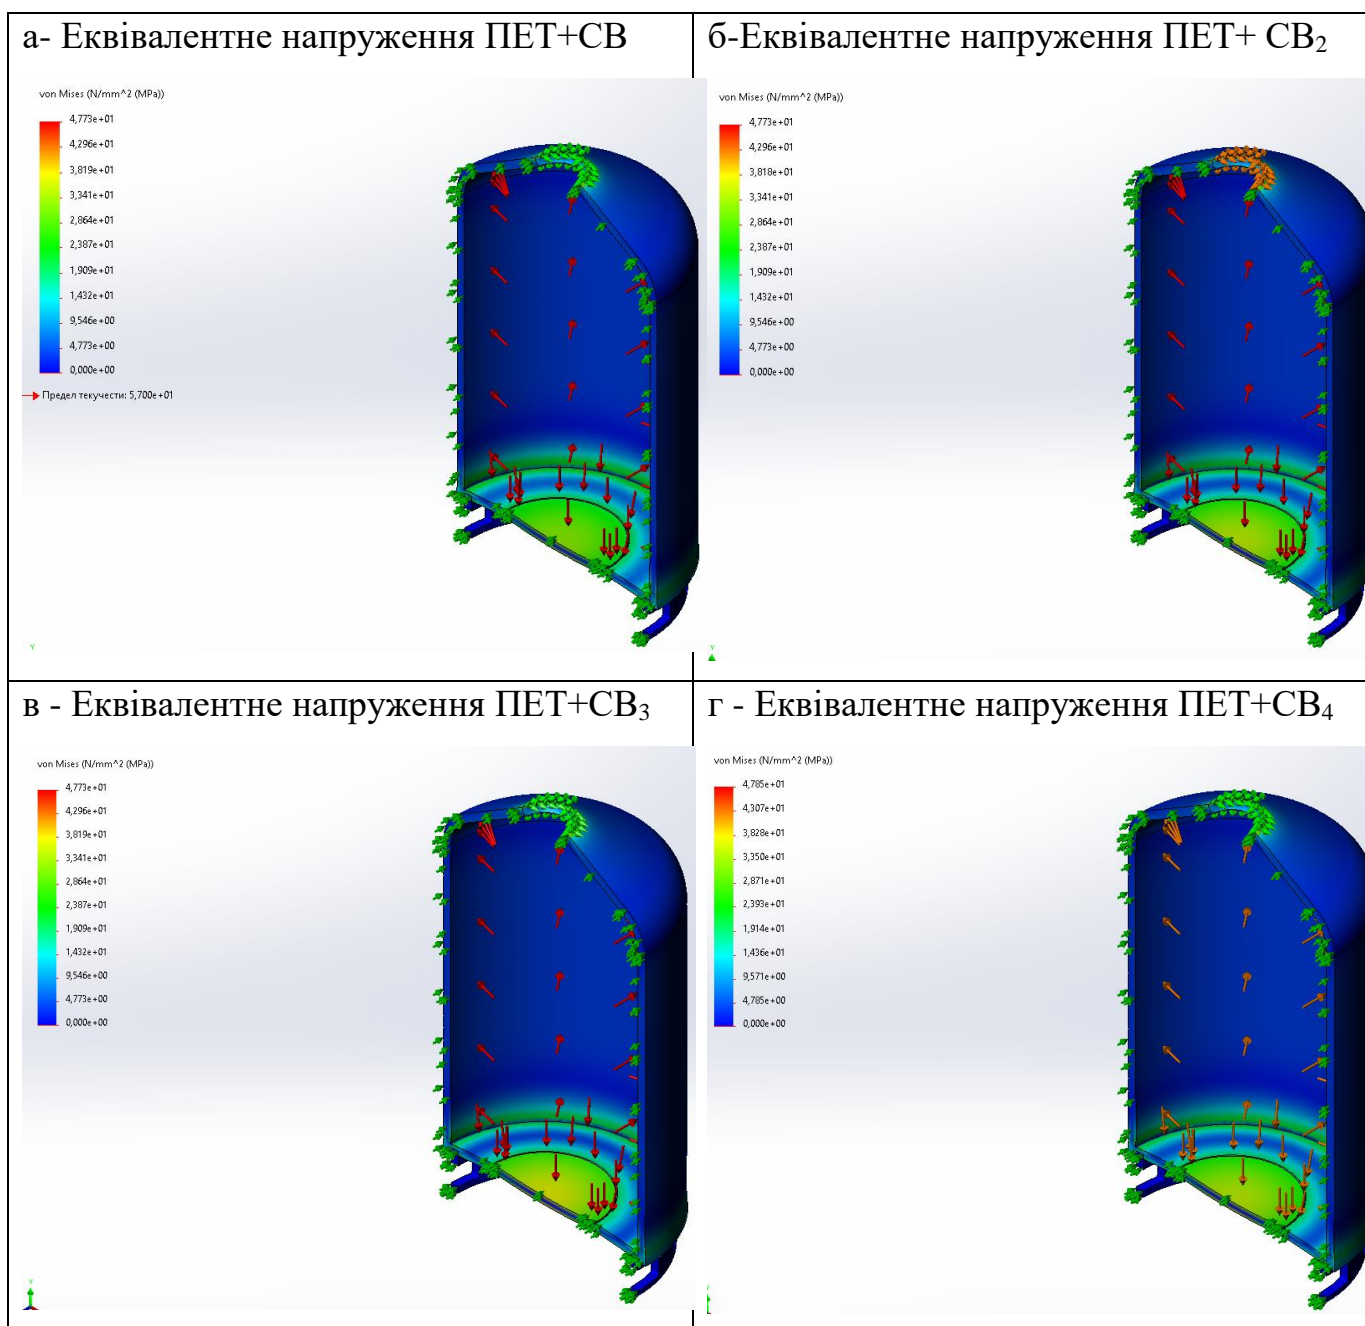 а- Еквівалентне напруження ПЕТ+СВ
von Mises (N/mm^2 (MPa))
4,773e+01
4,296e+01
3,819e+01
3,341e+01
2,864e+01
2,387e+01
1,909e+01
1,432e+01
9,546e+00
4,773e+00
0,000e+00
Предел текучести: 5,700e+01
Y
б-Еквівалентне напруження ПЕТ+ СВ₂
von Mises (N/mm^2 (MPa))
4,773e+01
4,296e+01
3,818e+01
3,341e+01
2,864e+01
2,387e+01
1,909e+01
1,432e+01
9,546e+00
4,773e+00
0,000e+00
Y
в - Еквівалентне напруження ПЕТ+СВ₃
von Mises (N/mm^2 (MPa))
4,773e+01
4,296e+01
3,819e+01
3,341e+01
2,864e+01
2,387e+01
1,909e+01
1,432e+01
9,546e+00
4,773e+00
0,000e+00
Y
г - Еквівалентне напруження ПЕТ+СВ₄
von Mises (N/mm^2 (MPa))
4,785e+01
4,307e+01
3,828e+01
3,350e+01
2,871e+01
2,393e+01
1,914e+01
1,436e+01
9,571e+00
4,785e+00
0,000e+00